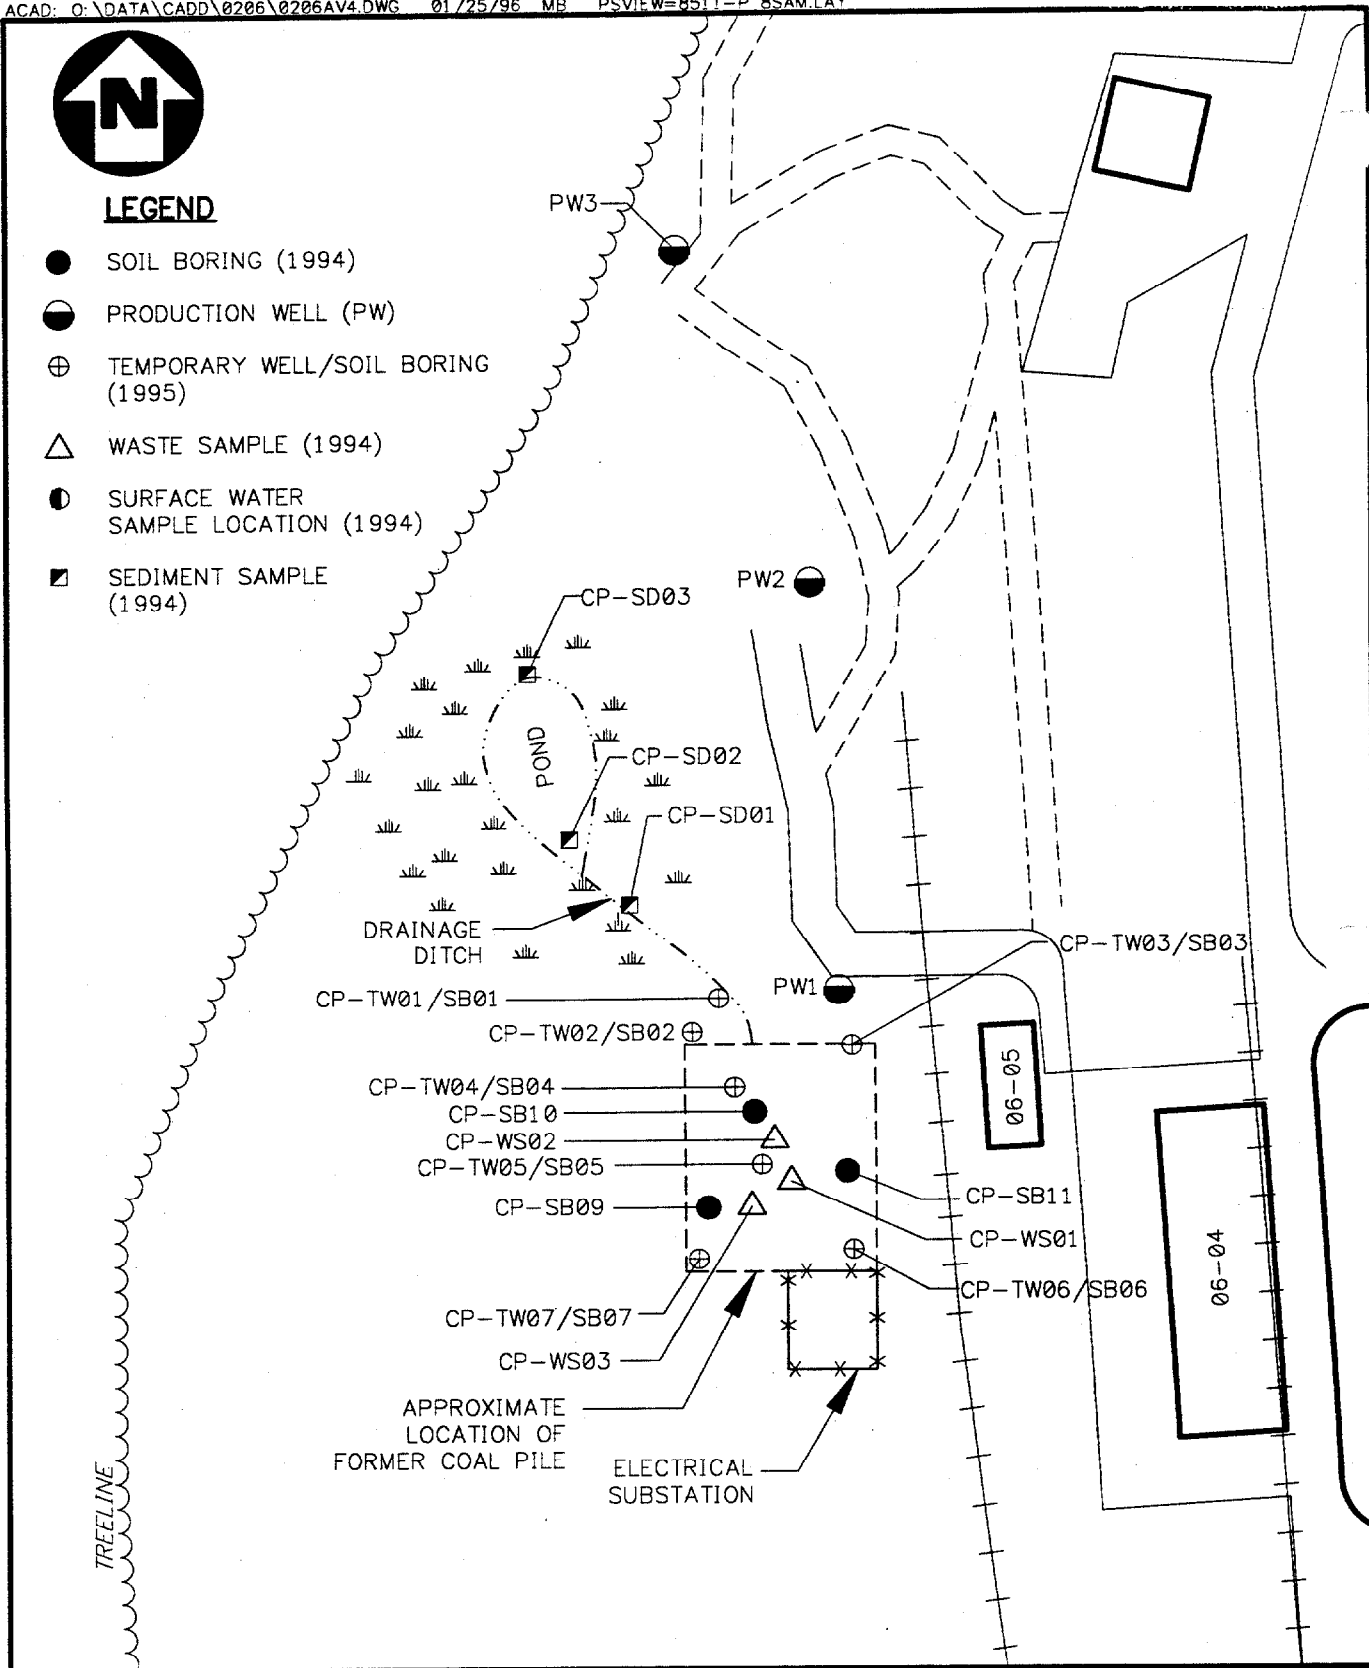 ACAD: O:\DATA\CADD\0206\0206AV4.DWG 01/25/96 MB PSVIEW=8511-P 8SAM.LAY
N
LEGEND
SOIL BORING (1994)
PRODUCTION WELL (PW)
TEMPORARY WELL/SOIL BORING
(1995)
WASTE SAMPLE (1994)
SURFACE WATER
SAMPLE LOCATION (1994)
SEDIMENT SAMPLE
(1994)
PW3
PW2
CP-SD03
POND
CP-SD02
CP-SD01
DRAINAGE
DITCH
CP-TW03/SB03
PW1
CP-TW01/SB01
CP-TW02/SB02
06-05
CP-TW04/SB04
CP-SB10
CP-WS02
CP-TW05/SB05
CP-SB11
CP-SB09
CP-WS01
06-04
CP-TW06/SB06
CP-TW07/SB07
CP-WS03
APPROXIMATE
LOCATION OF
FORMER COAL PILE
ELECTRICAL
SUBSTATION
TREELINE